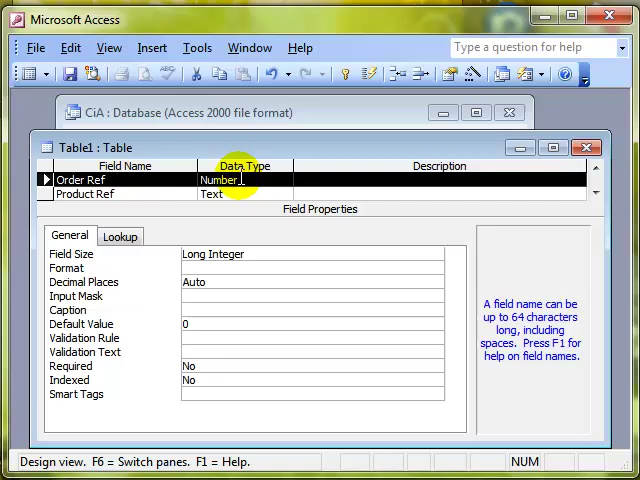 Microsoft Access
File Edit View Insert Tools Window Help Type a question for help
CiA : Database (Access 2000 file format)
Table1 : Table
Field Name Data Type Description
Order Ref Number
Product Ref Text
Field Properties
General Lookup
Field Size Long Integer
Format
Decimal Places Auto
Input Mask
Caption
Default Value 0
Validation Rule
Validation Text
Required No
Indexed No
Smart Tags
A field name can be
up to 64 characters
long, including
spaces. Press F1 for
help on field names.
Design view. F6 = Switch panes. F1 = Help. NUM